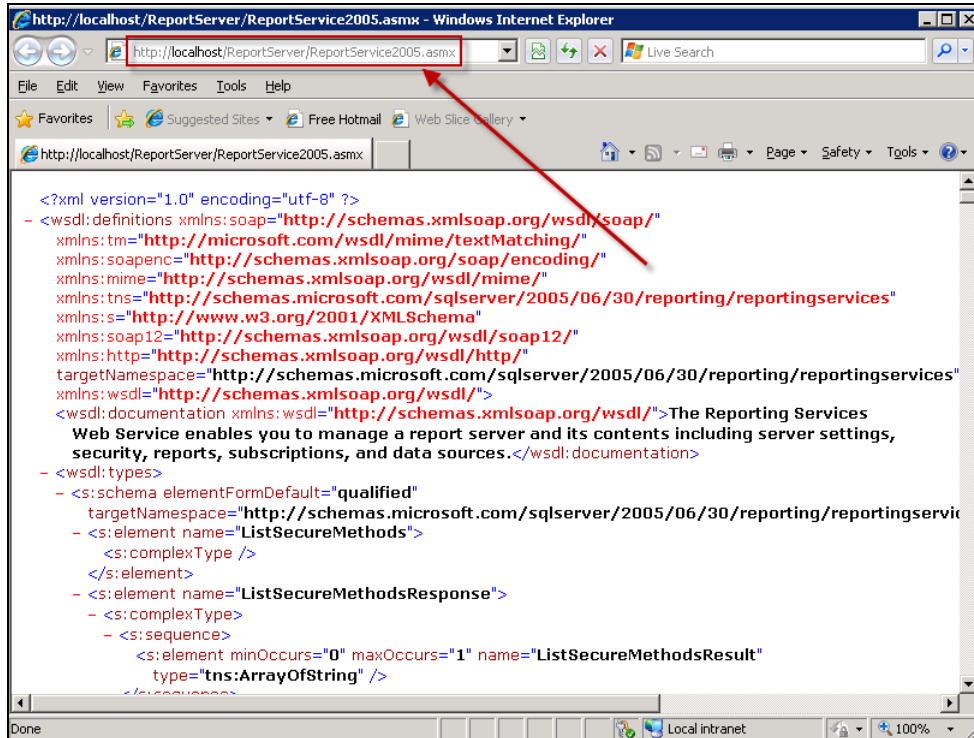 http://localhost/ReportServer/ReportService2005.asmx - Windows Internet Explorer
http://localhost/ReportServer/ReportService2005.asmx
Live Search
File Edit View Favorites Tools Help
Favorites Suggested Sites Free Hotmail Web Slice Gallery
http://localhost/ReportServer/ReportService2005.asmx
Page Safety Tools
<?xml version="1.0" encoding="utf-8" ?>
- <wsdl:definitions xmlns:soap="http://schemas.xmlsoap.org/wsdl/soap/"
xmlns:tm="http://microsoft.com/wsdl/mime/textMatching/"
xmlns:soapenc="http://schemas.xmlsoap.org/soap/encoding/"
xmlns:mime="http://schemas.xmlsoap.org/wsdl/mime/"
xmlns:tns="http://schemas.microsoft.com/sqlserver/2005/06/30/reporting/reportingservices"
xmlns:s="http://www.w3.org/2001/XMLSchema"
xmlns:soap12="http://schemas.xmlsoap.org/wsdl/soap12/"
xmlns:http="http://schemas.xmlsoap.org/wsdl/http/"
targetNamespace="http://schemas.microsoft.com/sqlserver/2005/06/30/reporting/reportingservices"
xmlns:wsdl="http://schemas.xmlsoap.org/wsdl/">
<wsdl:documentation xmlns:wsdl="http://schemas.xmlsoap.org/wsdl/">The Reporting Services
Web Service enables you to manage a report server and its contents including server settings,
security, reports, subscriptions, and data sources.</wsdl:documentation>
- <wsdl:types>
- <s:schema elementFormDefault="qualified"
targetNamespace="http://schemas.microsoft.com/sqlserver/2005/06/30/reporting/reportingservic
- <s:element name="ListSecureMethods">
<s:complexType />
</s:element>
- <s:element name="ListSecureMethodsResponse">
- <s:complexType>
- <s:sequence>
<s:element minOccurs="0" maxOccurs="1" name="ListSecureMethodsResult"
type="tns:ArrayOfString" />
</s:sequence>
Done Local intranet 100%